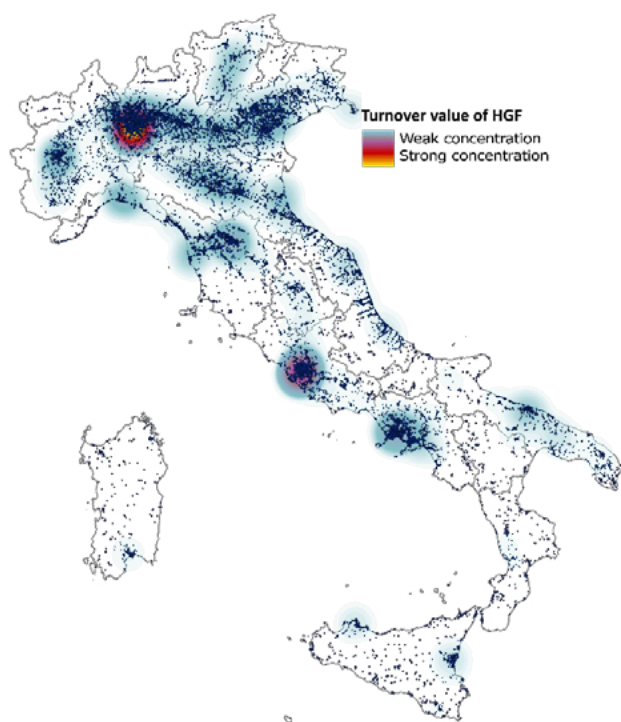 Turnover value of HGF
Weak concentration
Strong concentration